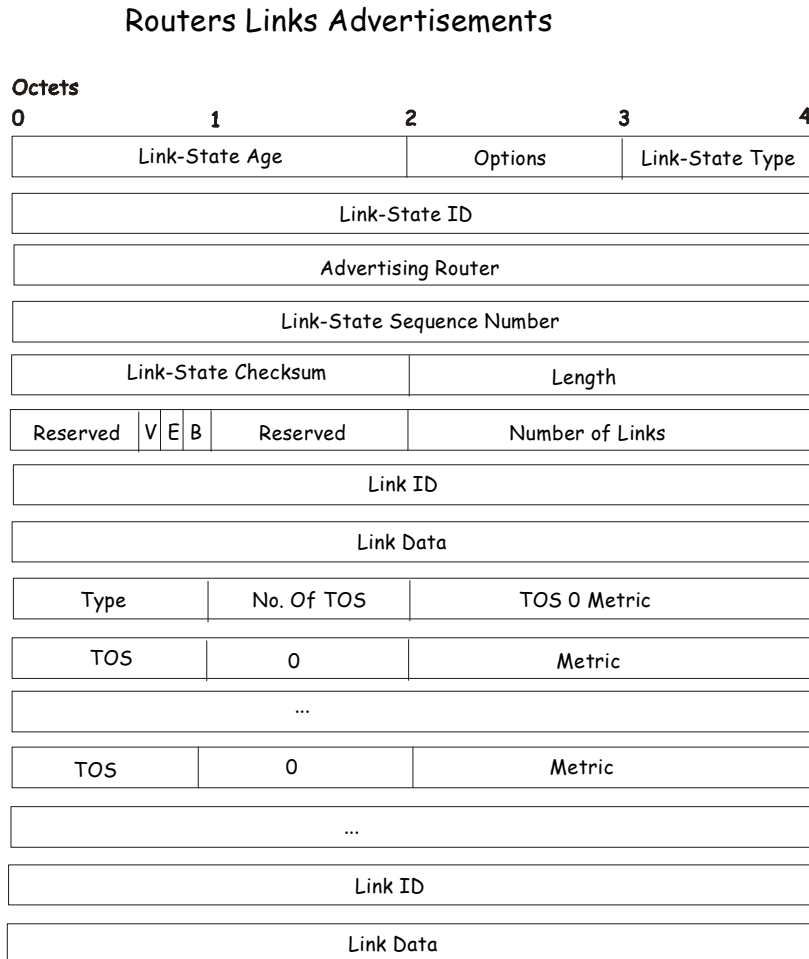 Routers Links Advertisements
Octets
0 1 2 3 4
Link-State Age Options Link-State Type
Link-State ID
Advertising Router
Link-State Sequence Number
Link-State Checksum Length
Reserved V E B Reserved Number of Links
Link ID
Link Data
Type No. Of TOS TOS 0 Metric
TOS 0 Metric
...
TOS 0 Metric
...
Link ID
Link Data